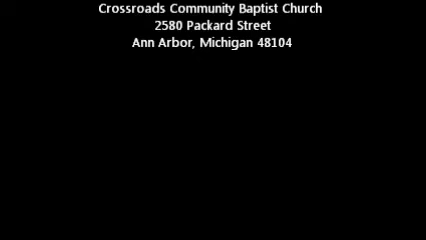 Crossroads Community Baptist Church
2580 Packard Street
Ann Arbor, Michigan 48104